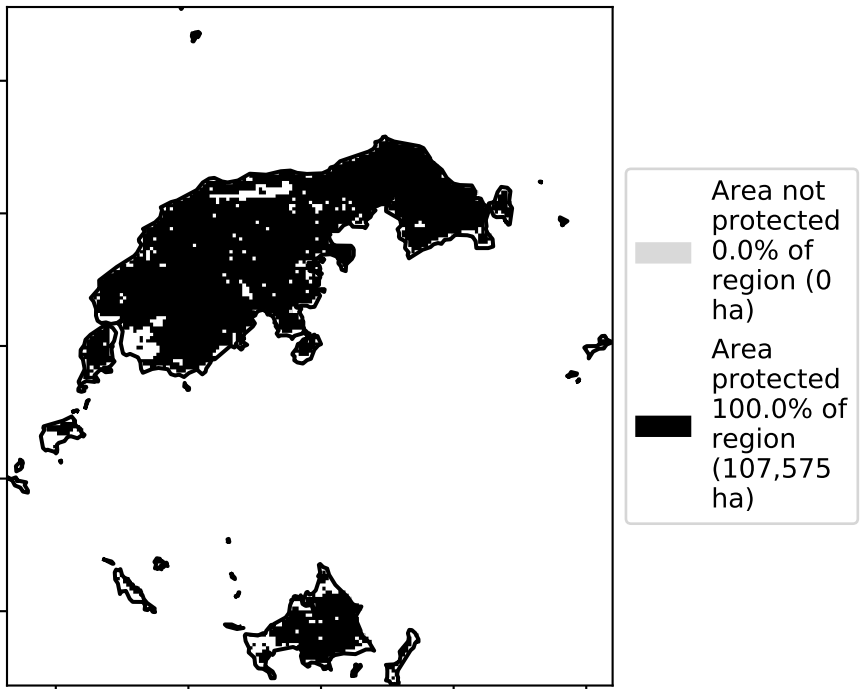 Area not
protected
0.0% of
region (0
ha)
Area
protected
100.0% of
region
(107,575
ha)